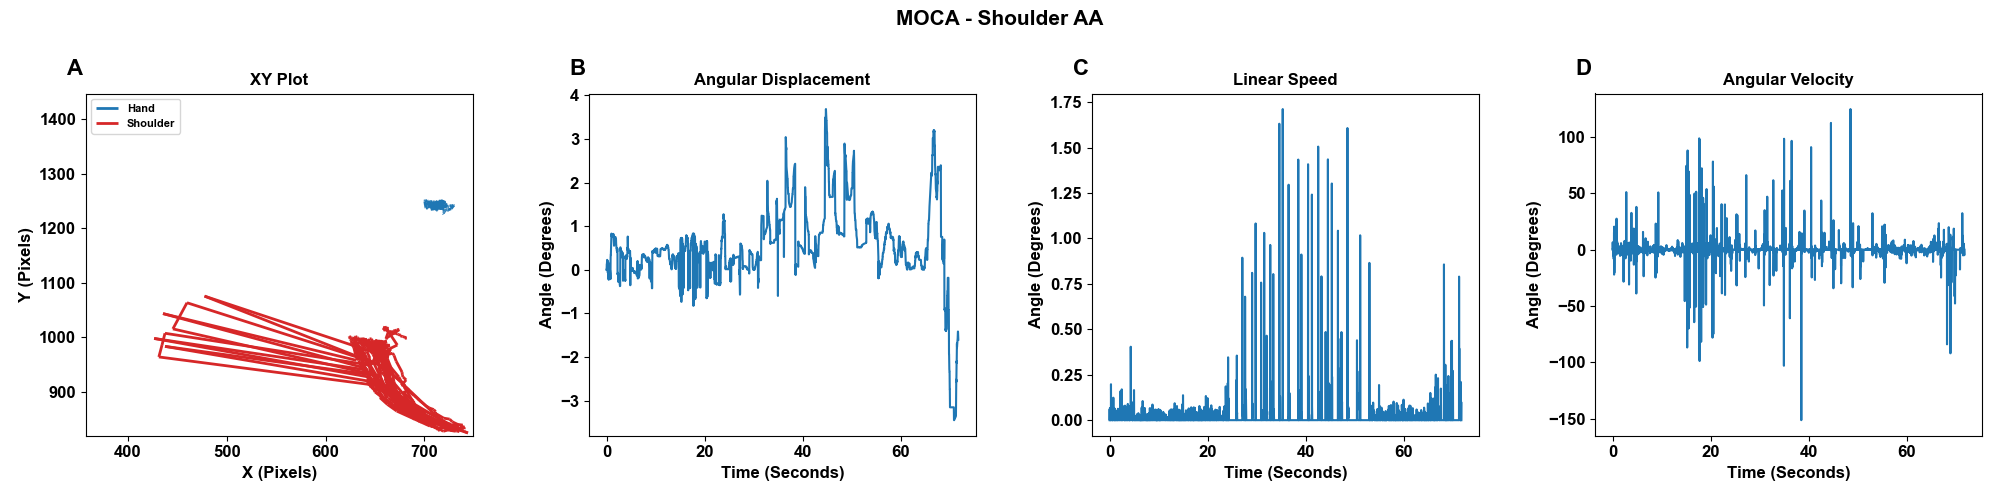 MOCA - Shoulder AA
A
XY Plot
Hand
Shoulder
1400
1300
1200
1100
1000
900
Y (Pixels)
400
500
600
700
X (Pixels)
B
Angular Displacement
4
3
2
1
0
−1
−2
−3
Angle (Degrees)
0
20
40
60
Time (Seconds)
C
Linear Speed
1.75
1.50
1.25
1.00
0.75
0.50
0.25
0.00
Angle (Degrees)
0
20
40
60
Time (Seconds)
D
Angular Velocity
100
50
0
−50
−100
−150
Angle (Degrees)
0
20
40
60
Time (Seconds)